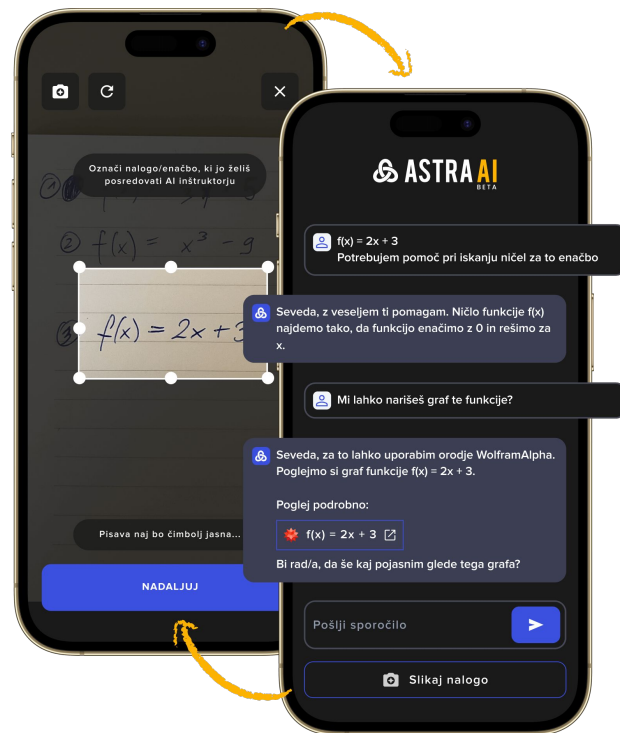 Označi nalogo/enačbo, ki jo želiš
posredovati AI inštruktorju
② f(x) = x³ - 9
③ f(x) = 2x + 3
Pisava naj bo čimbolj jasna...
NADALJUJ
ASTRA AI
BETA
f(x) = 2x + 3
Potrebujem pomoč pri iskanju ničel za to enačbo
Seveda, z veseljem ti pomagam. Ničlo funkcije f(x)
najdemo tako, da funkcijo enačimo z 0 in rešimo za
x.
Mi lahko narišeš graf te funkcije?
Seveda, za to lahko uporabim orodje WolframAlpha.
Poglejmo si graf funkcije f(x) = 2x + 3.
Poglej podrobno:
f(x) = 2x + 3
Bi rad/a, da še kaj pojasnim glede tega grafa?
Pošlji sporočilo
Slikaj nalogo